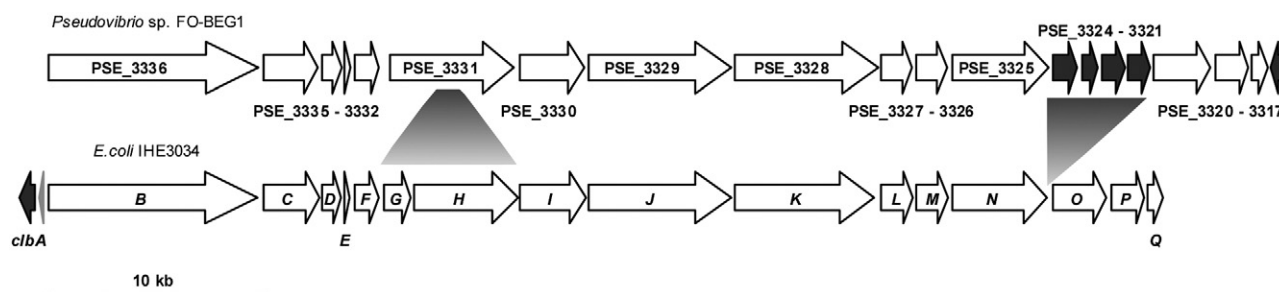 Pseudovibrio sp. FO-BEG1
PSE_3324 - 3321
PSE_3336
PSE_3331
PSE_3329
PSE_3328
PSE_3325
PSE_3335 - 3332
PSE_3330
PSE_3327 - 3326
PSE_3320 - 3317
E.coli IHE3034
B
C
D
F
G
H
I
J
K
L
M
N
O
P
clbA
E
Q
10 kb